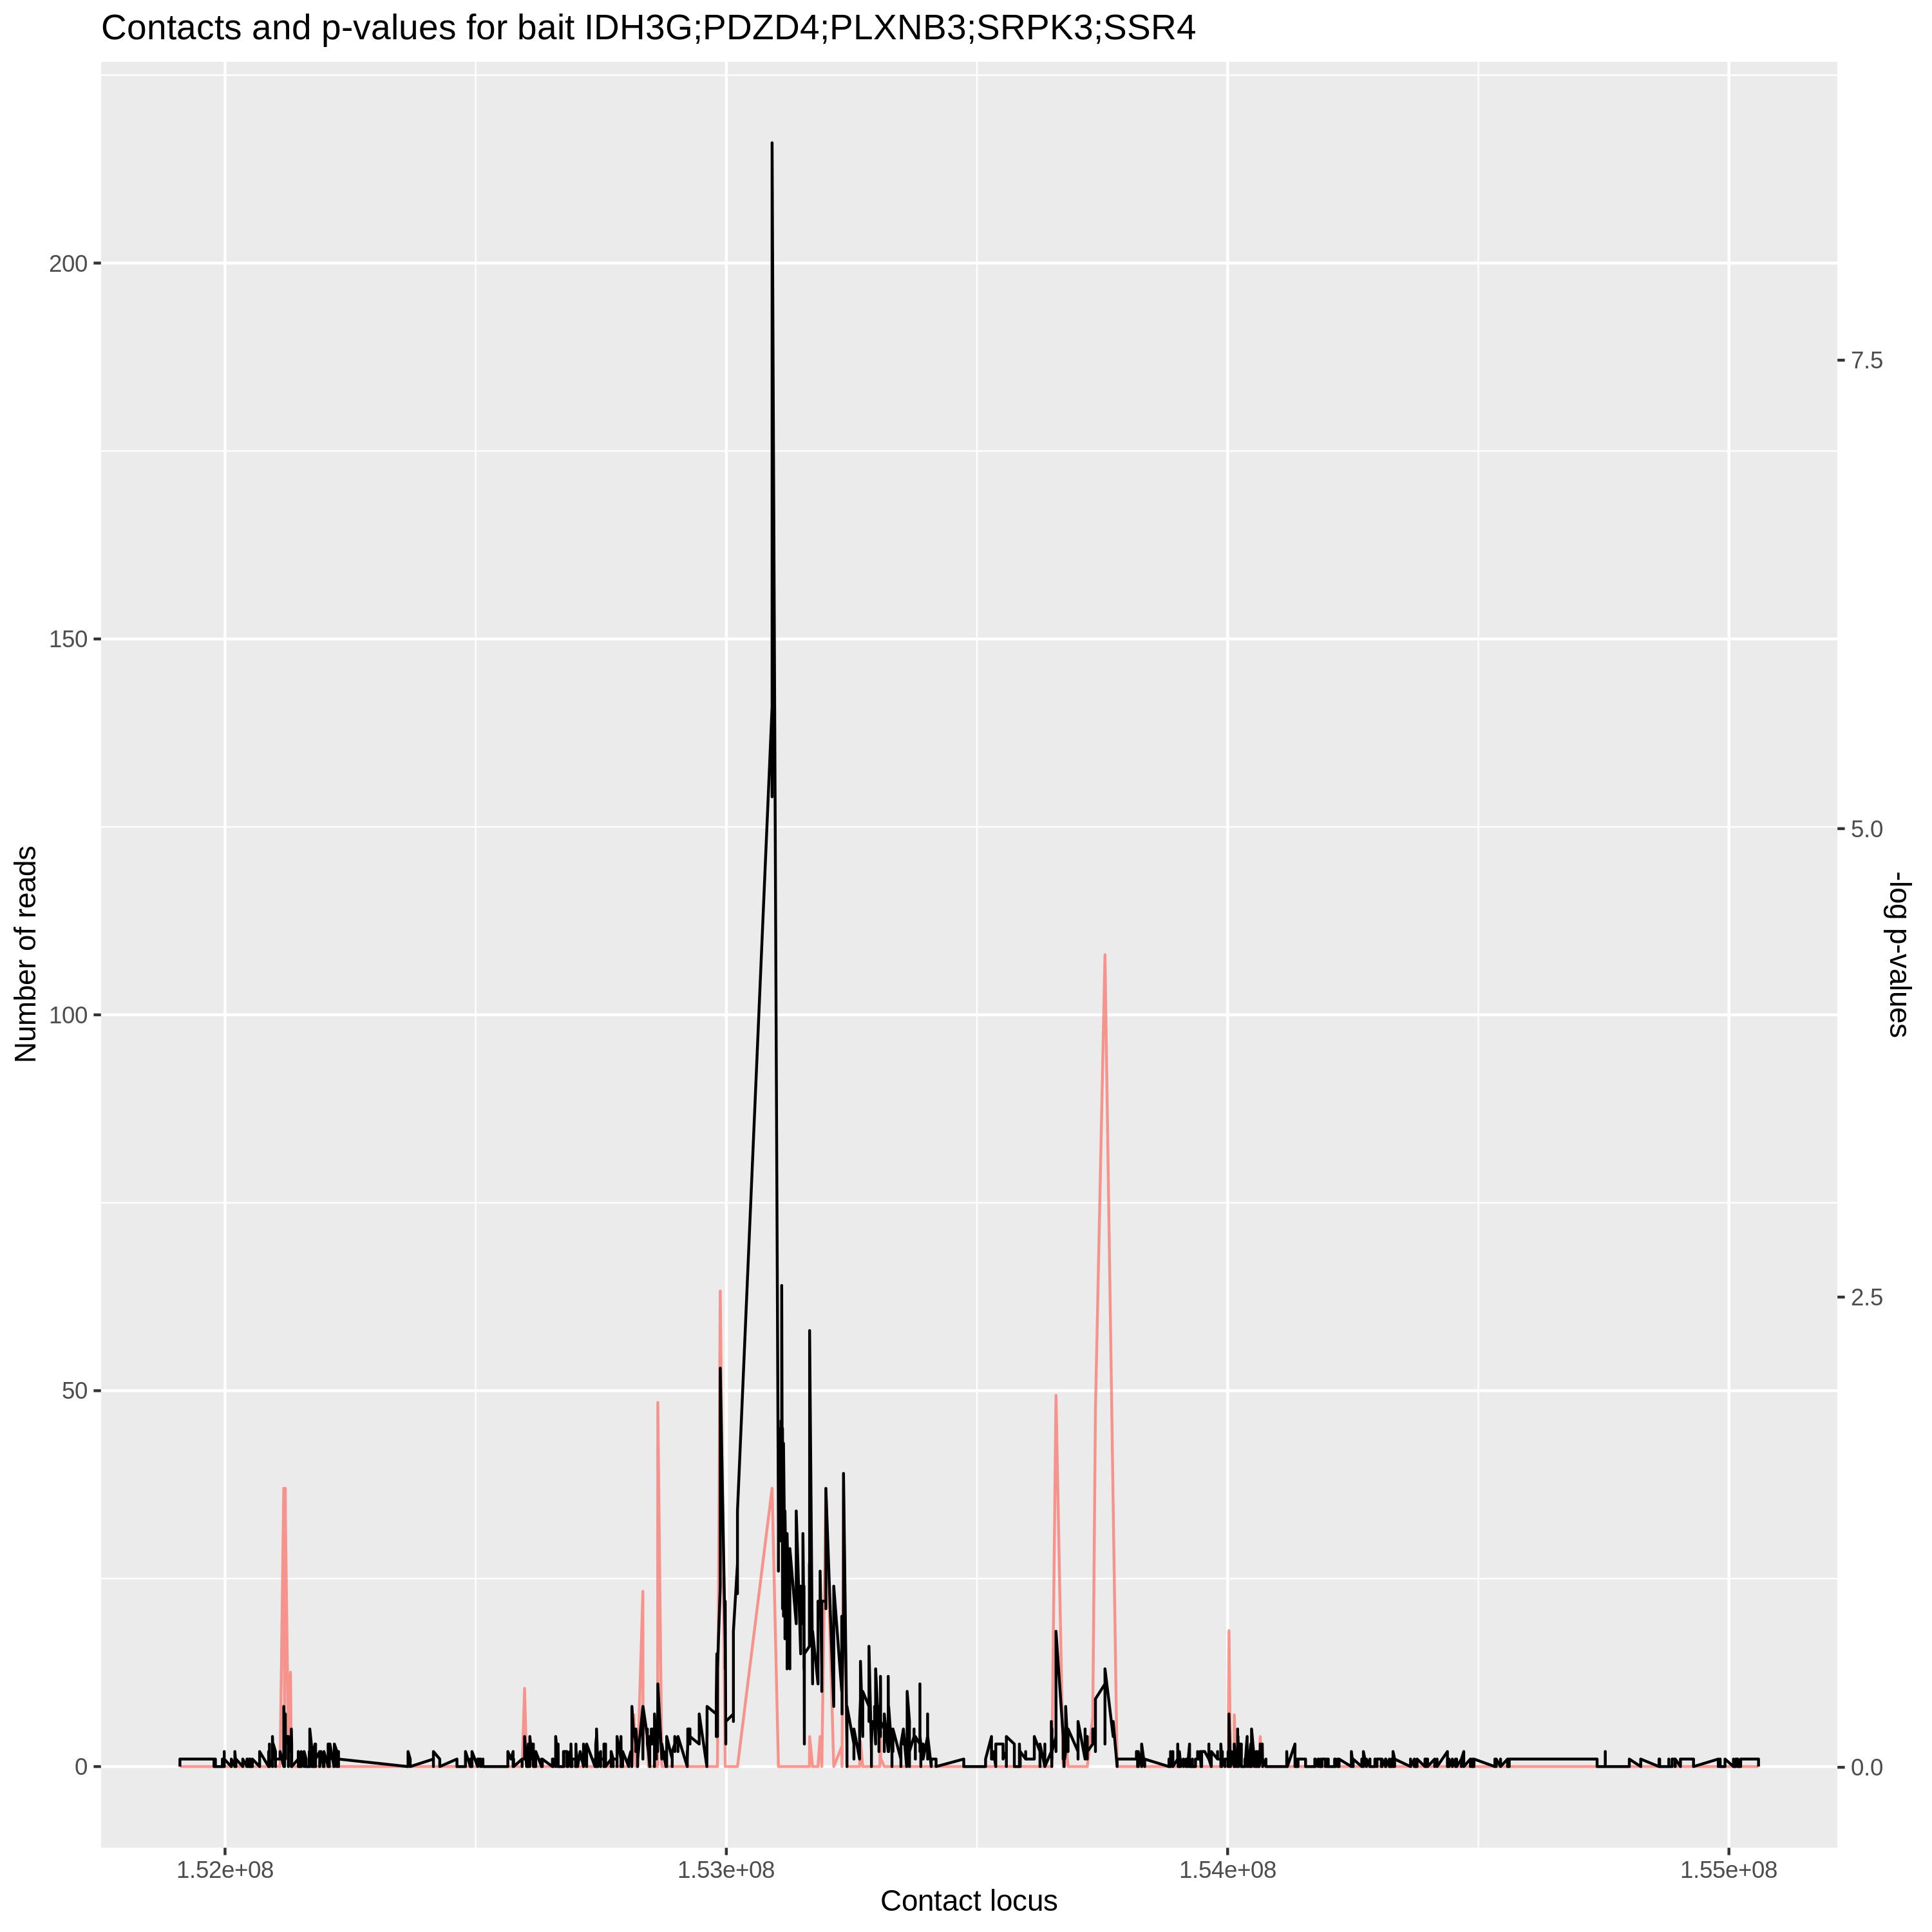 Contacts and p-values for bait IDH3G;PDZD4;PLXNB3;SRPK3;SSR4
Number of reads
200
150
100
50
0
7.5
5.0
2.5
0.0
-log p-values
1.52e+08
1.53e+08
1.54e+08
1.55e+08
Contact locus